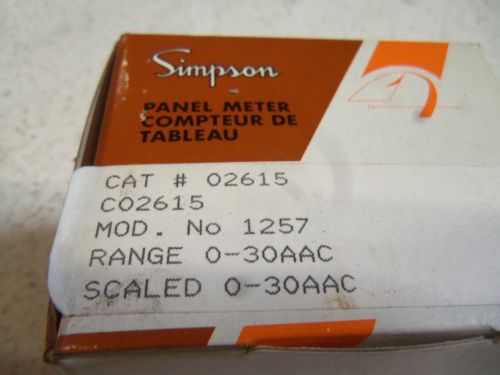 Simpson
PANEL METER
COMPTEUR DE
TABLEAU
CAT # 02615
C02615
MOD. No 1257
RANGE 0-30AAC
SCALED 0-30AAC